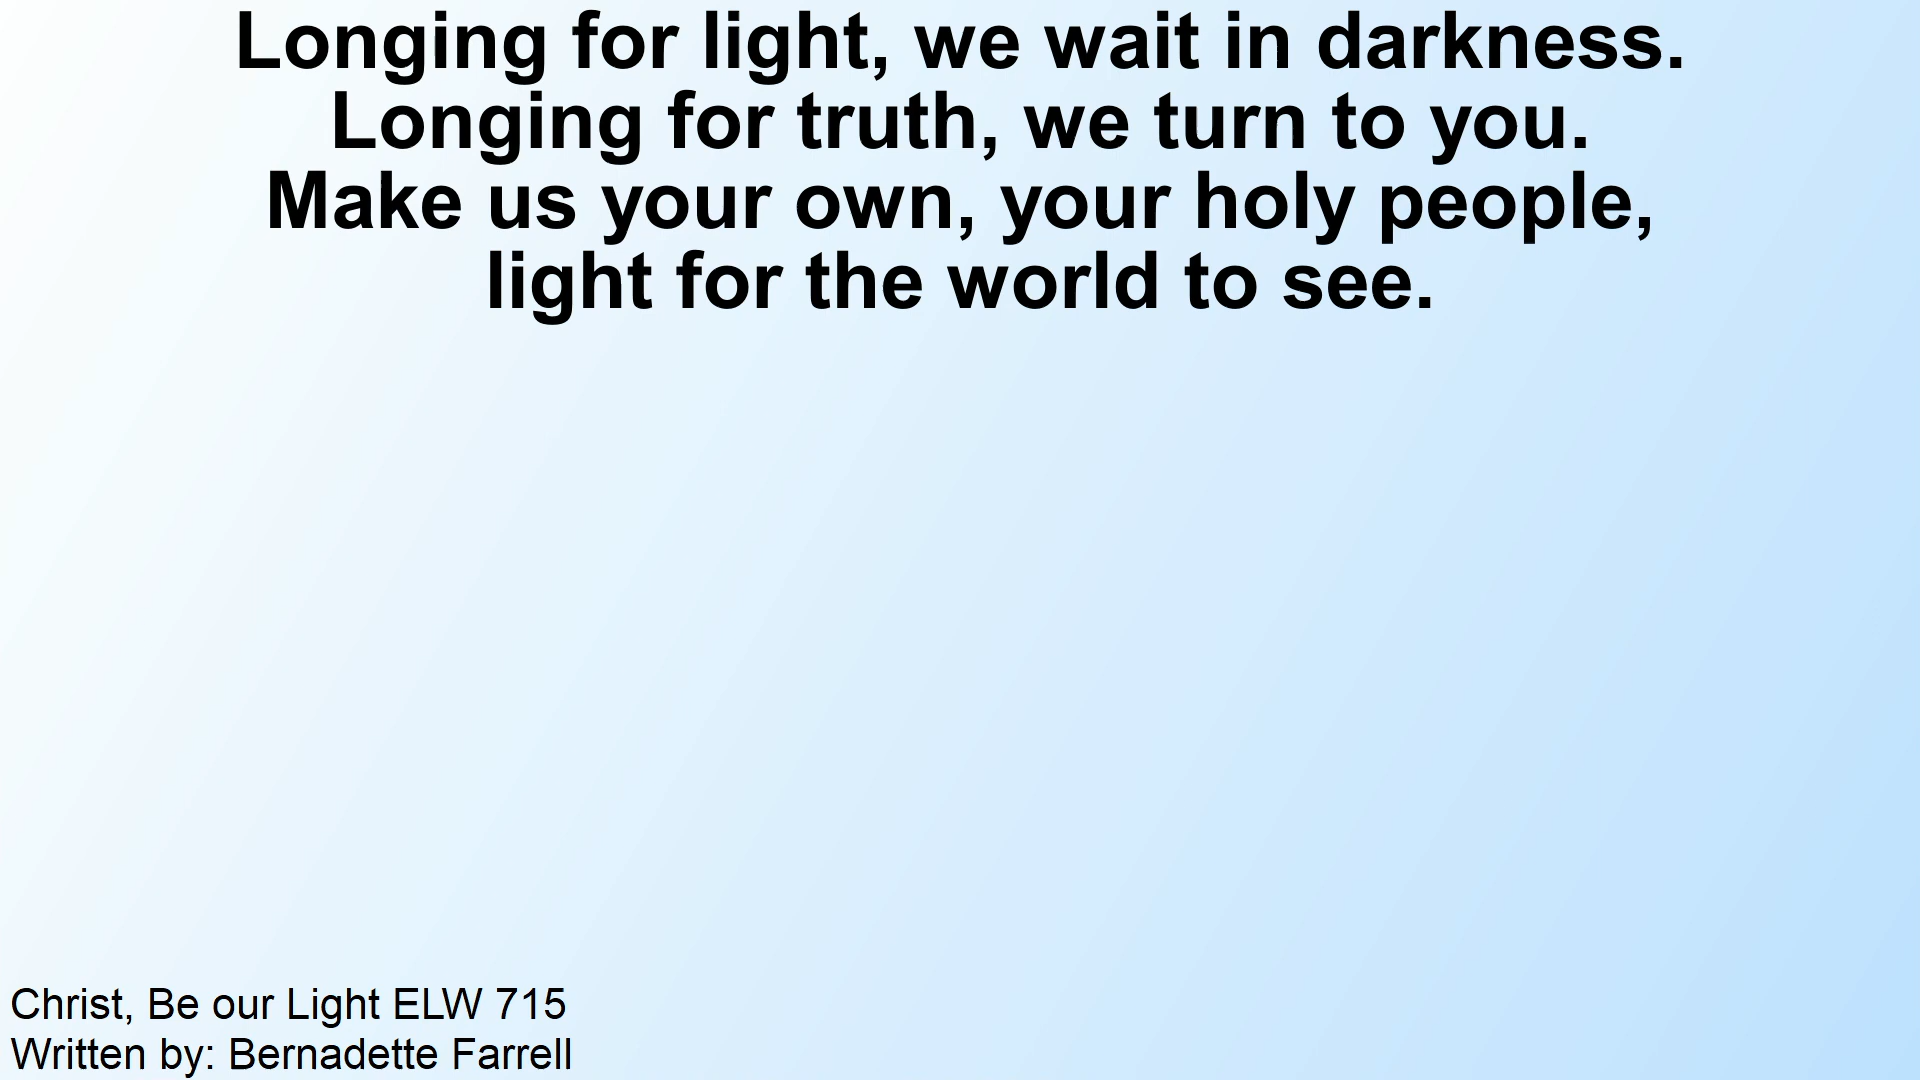 Longing for light, we wait in darkness.
Longing for truth, we turn to you.
Make us your own, your holy people,
light for the world to see.
Christ, Be our Light ELW 715
Written by: Bernadette Farrell